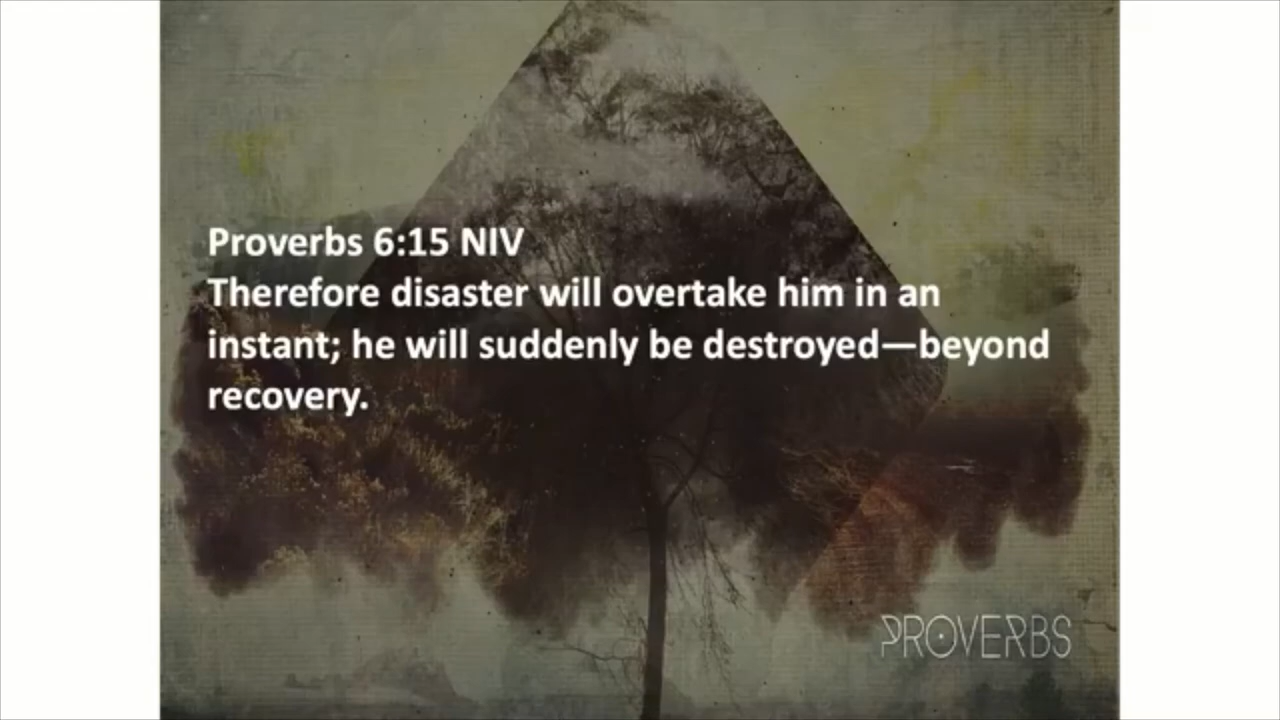 Proverbs 6:15 NIV
Therefore disaster will overtake him in an
instant; he will suddenly be destroyed—beyond
recovery.
PROVERBS